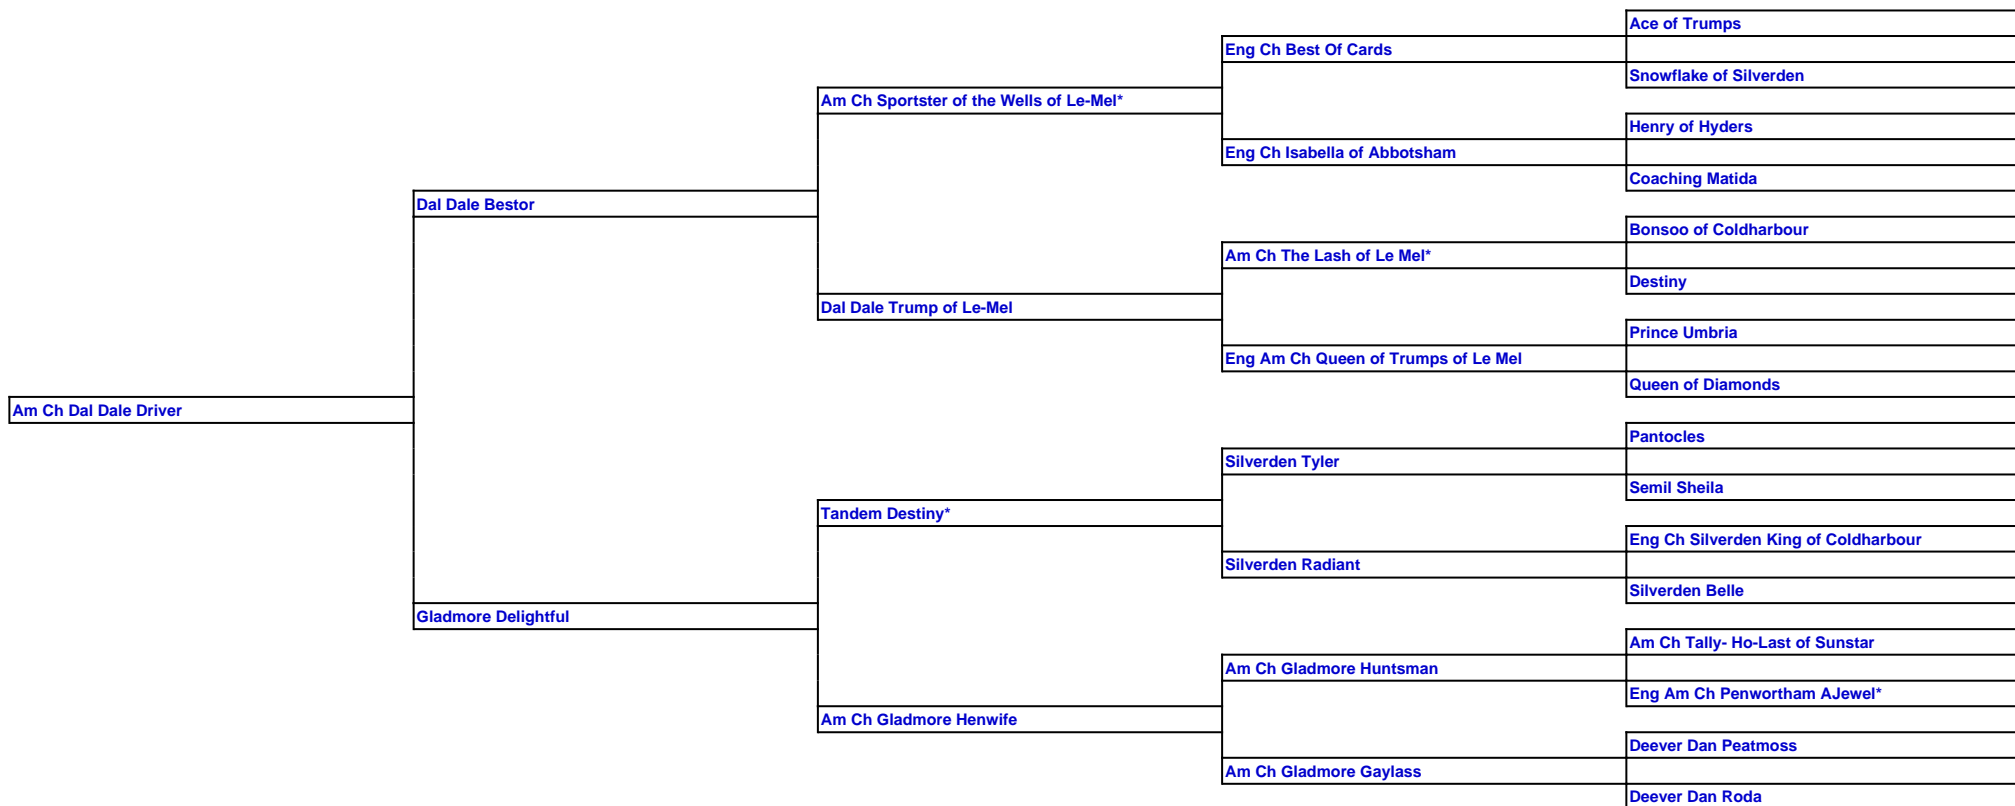 Ace of Trumps
Eng Ch Best Of Cards
Snowflake of Silverden
Am Ch Sportster of the Wells of Le-Mel*
Henry of Hyders
Eng Ch Isabella of Abbotsham
Coaching Matida
Dal Dale Bestor
Bonsoo of Coldharbour
Am Ch The Lash of Le Mel*
Destiny
Dal Dale Trump of Le-Mel
Prince Umbria
Eng Am Ch Queen of Trumps of Le Mel
Queen of Diamonds
Am Ch Dal Dale Driver
Pantocles
Silverden Tyler
Semil Sheila
Tandem Destiny*
Eng Ch Silverden King of Coldharbour
Silverden Radiant
Silverden Belle
Gladmore Delightful
Am Ch Tally- Ho-Last of Sunstar
Am Ch Gladmore Huntsman
Eng Am Ch Penwortham AJewel*
Am Ch Gladmore Henwife
Deever Dan Peatmoss
Am Ch Gladmore Gaylass
Deever Dan Roda